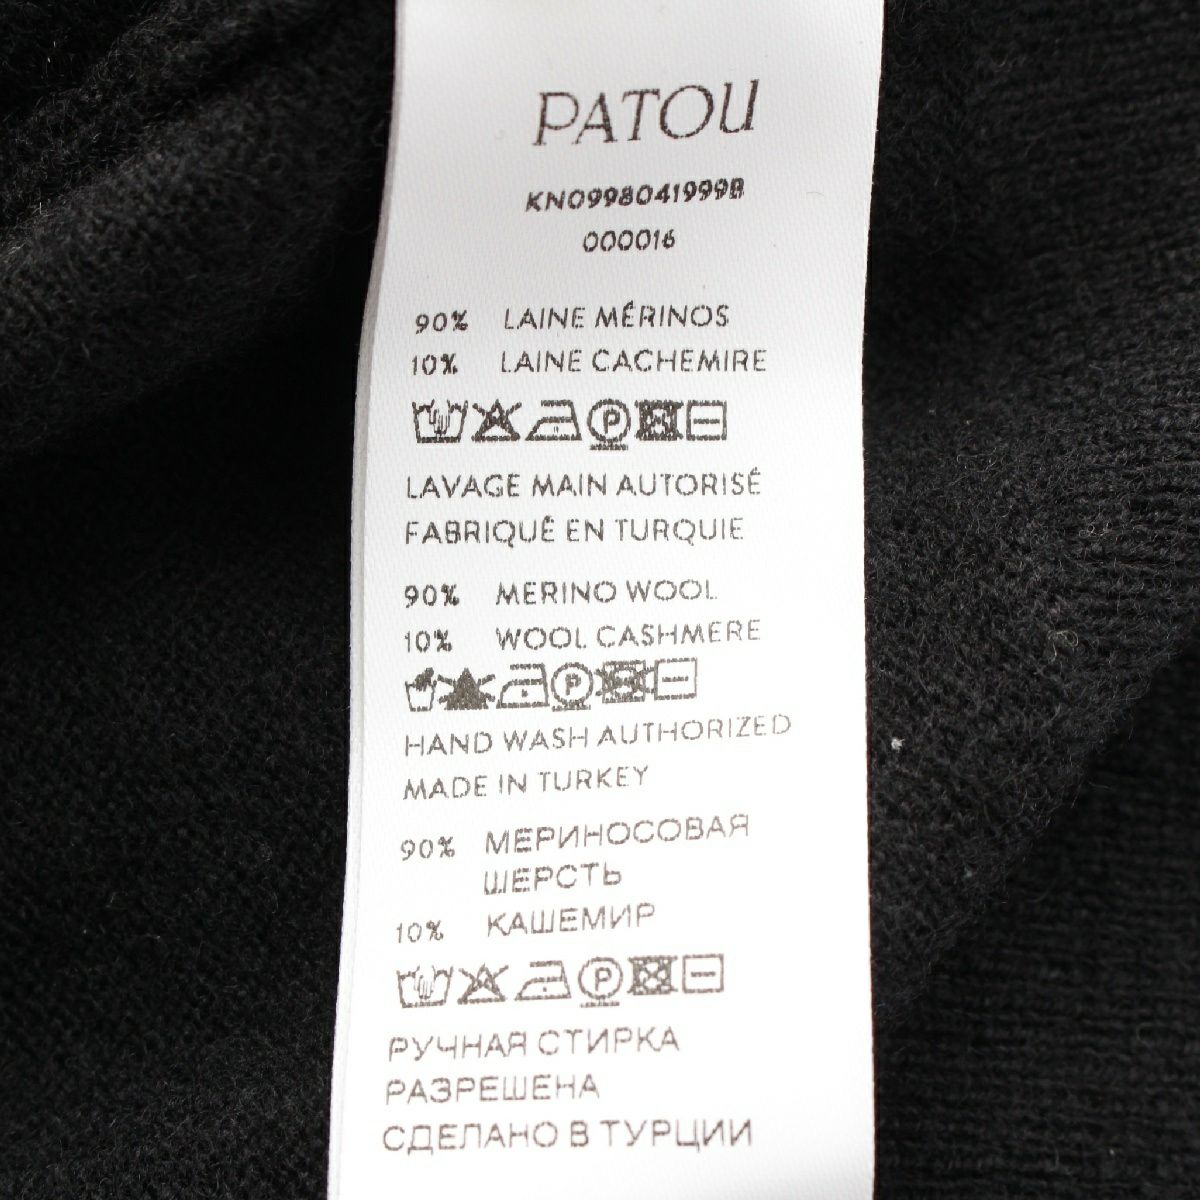 PATOU
KN0998041999B
000016
90% LAINE MÉRINOS
10% LAINE CACHEMIRE
P
LAVAGE MAIN AUTORISÉ
FABRIQUÉ EN TURQUIE
90% MERINO WOOL
10% WOOL CASHMERE
P
HAND WASH AUTHORIZED
MADE IN TURKEY
90% МЕРИНОСОВАЯ
ШЕРСТЬ
10% КАШЕМИР
P
РУЧНАЯ СТИРКА
РАЗРЕШЕНА
СДЕЛАНО В ТУРЦИИ